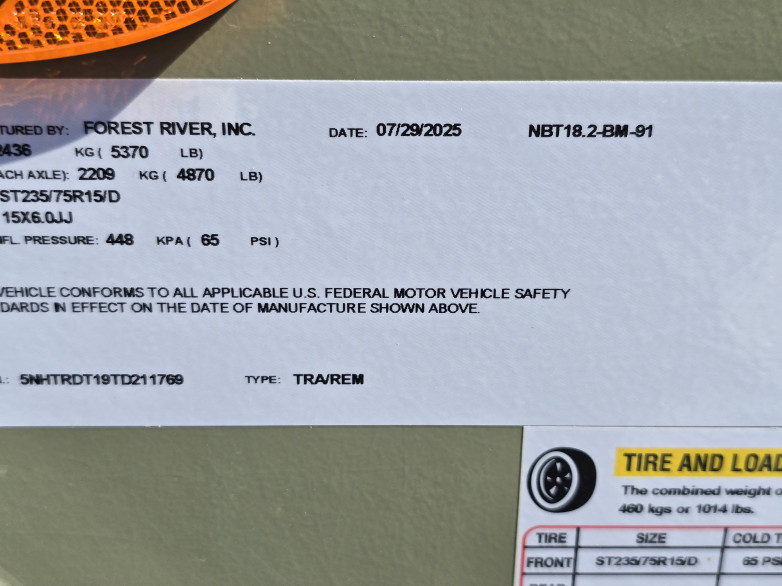 TURED BY: FOREST RIVER, INC. DATE: 07/29/2025 NBT18.2-BM-91
2436 KG ( 5370 LB)
ACH AXLE): 2209 KG ( 4870 LB)
ST235/75R15/D
15X6.0JJ
NFL. PRESSURE: 448 KPA ( 65 PSI )
VEHICLE CONFORMS TO ALL APPLICABLE U.S. FEDERAL MOTOR VEHICLE SAFETY
DARDS IN EFFECT ON THE DATE OF MANUFACTURE SHOWN ABOVE.
.: 5NHTRDT19TD211769 TYPE: TRA/REM
TIRE AND LOAD
The combined weight o
460 kgs or 1014 lbs.
TIRE SIZE COLD T
FRONT ST235/75R15/D 65 PS